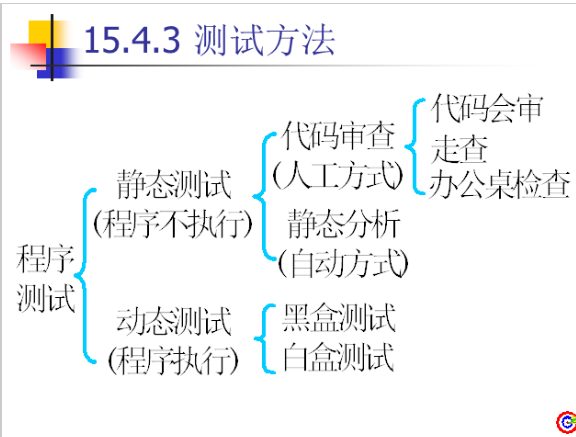 15.4.3 测试方法
程序
测试
静态测试
(程序不执行)
代码审查
(人工方式)
代码会审
走查
办公桌检查
静态分析
(自动方式)
动态测试
(程序执行)
黑盒测试
白盒测试